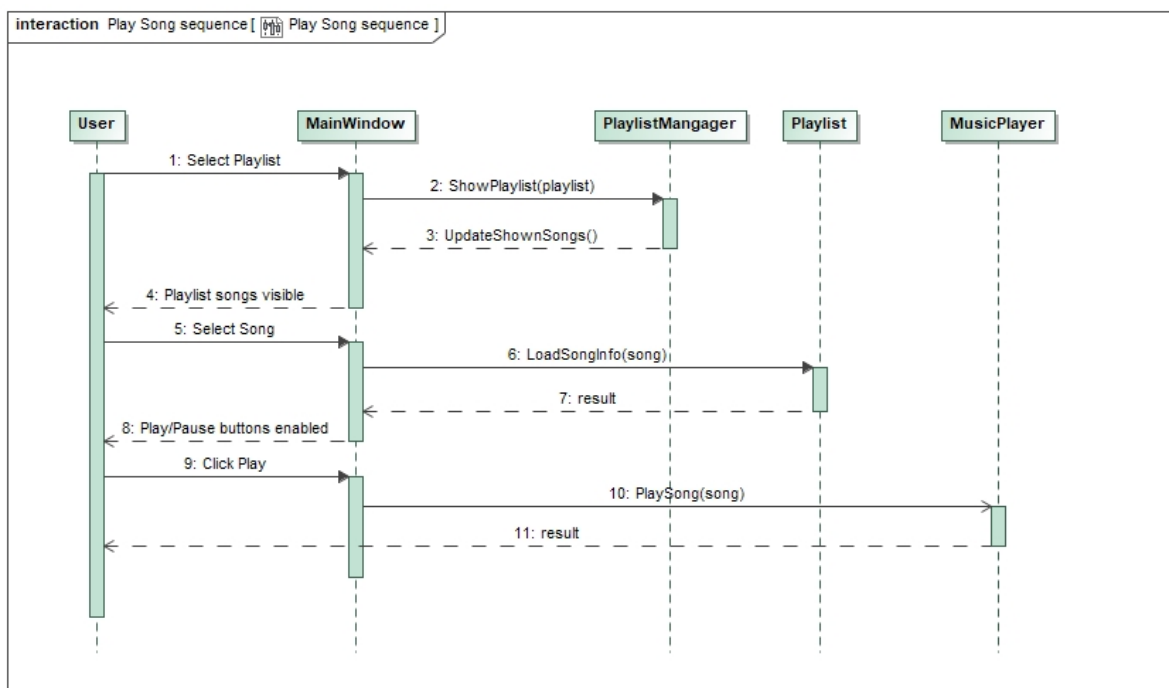 interaction Play Song sequence [ Play Song sequence ]
User
MainWindow
PlaylistMangager
Playlist
MusicPlayer
1: Select Playlist
2: ShowPlaylist(playlist)
3: UpdateShownSongs()
4: Playlist songs visible
5: Select Song
6: LoadSongInfo(song)
7: result
8: Play/Pause buttons enabled
9: Click Play
10: PlaySong(song)
11: result